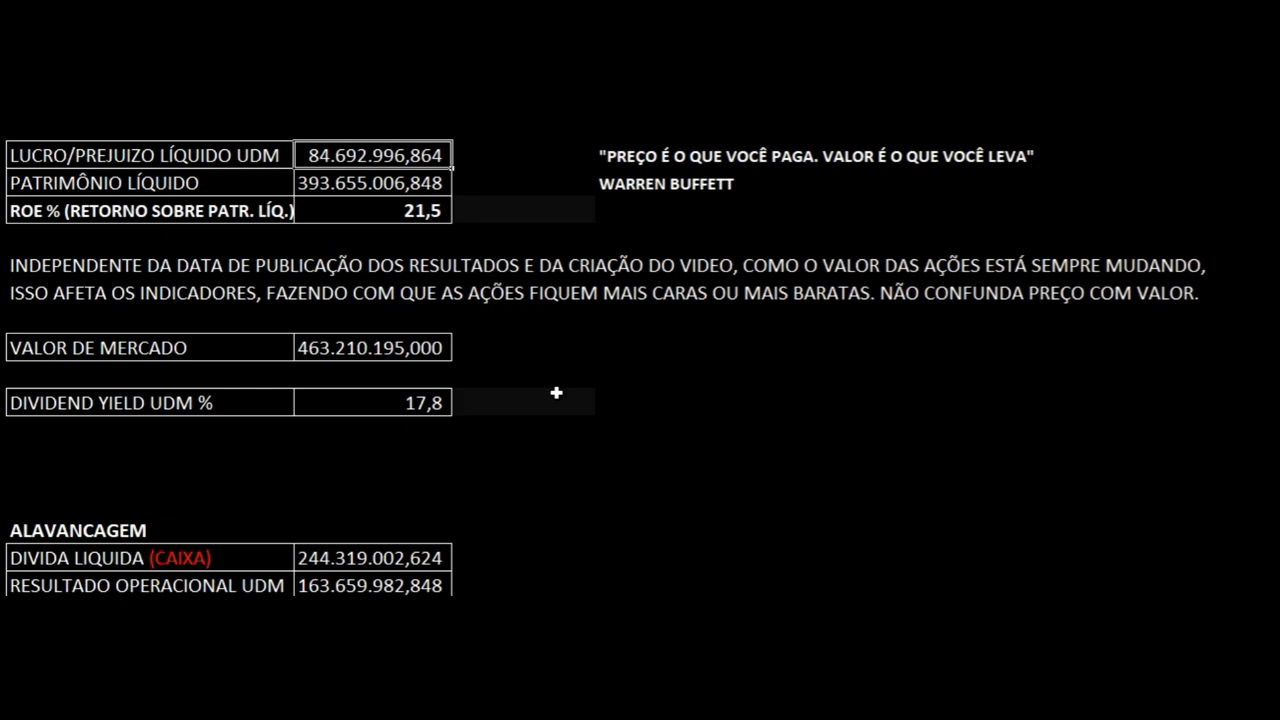 LUCRO/PREJUIZO LÍQUIDO UDM 84.692.996,864
"PREÇO É O QUE VOCÊ PAGA. VALOR É O QUE VOCÊ LEVA"
PATRIMÔNIO LÍQUIDO 393.655.006,848
WARREN BUFFETT
ROE % (RETORNO SOBRE PATR. LÍQ.) 21,5
INDEPENDENTE DA DATA DE PUBLICAÇÃO DOS RESULTADOS E DA CRIAÇÃO DO VIDEO, COMO O VALOR DAS AÇÕES ESTÁ SEMPRE MUDANDO,
ISSO AFETA OS INDICADORES, FAZENDO COM QUE AS AÇÕES FIQUEM MAIS CARAS OU MAIS BARATAS. NÃO CONFUNDA PREÇO COM VALOR.
VALOR DE MERCADO 463.210.195,000
DIVIDEND YIELD UDM % 17,8
ALAVANCAGEM
DIVIDA LIQUIDA (CAIXA) 244.319.002,624
RESULTADO OPERACIONAL UDM 163.659.982,848